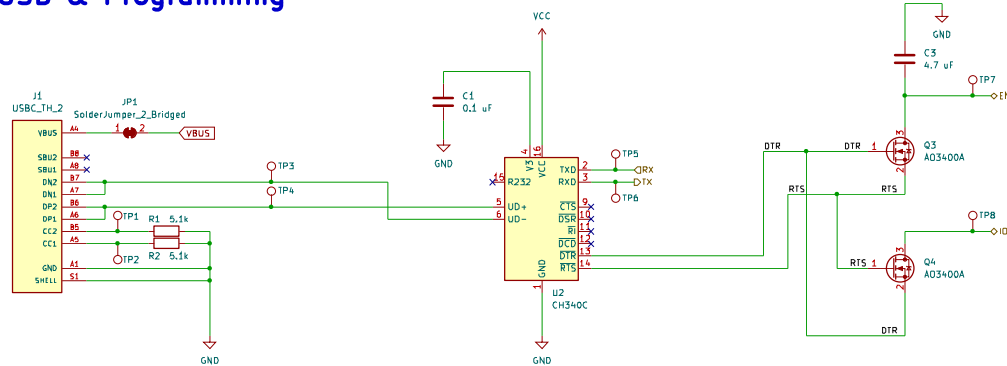 USB & Programming
VCC
GND
C3
4.7 uF
TP7
J1
USBC_TH_2
JP1
SolderJumper_2_Bridged
C1
0.1 uF
VBUS A4
1 2
VBUS
GND
4 16
V3
VCC
3
DTR
DTR 1
Q3
AO3400A
2
SBU2 B8
SBU1 A8
DN2 B7
DN1 A7
DP2 B6
DP1 A6
CC2 B5
CC1 A5
GND A1
SHELL S1
TP3
TP4
TP1
TP2
R1 5.1k
R2 5.1k
GND
15 R232
5 UD+
6 UD-
TXD 2
RXD 3
CTS 9
DSR 10
RI 11
DCD 12
DTR 13
RTS 14
GND
1
U2
CH340C
GND
TP5
RX
TX
TP6
RTS
RTS
TP8
3
RTS 1
Q4
AO3400A
2
DTR